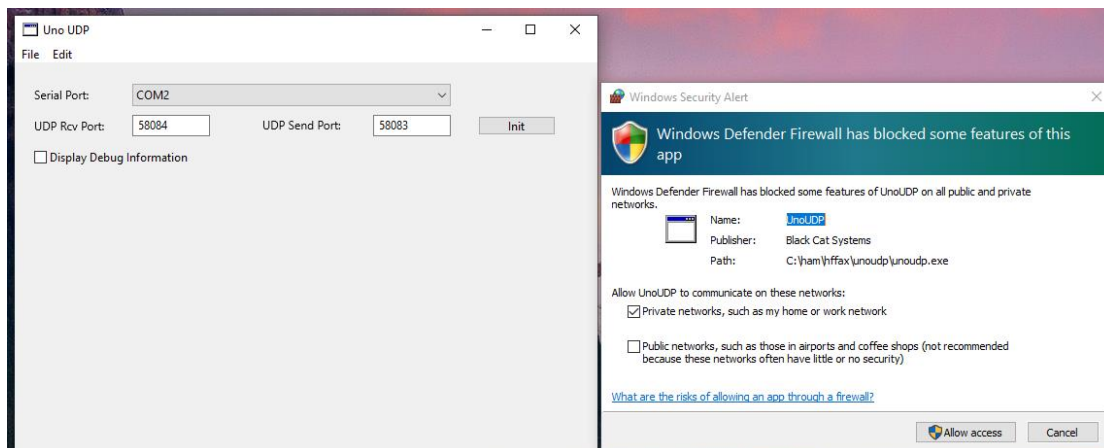 Uno UDP
File Edit
Serial Port: COM2
UDP Rcv Port: 58084 UDP Send Port: 58083 Init
Display Debug Information
Windows Security Alert
Windows Defender Firewall has blocked some features of this
app
Windows Defender Firewall has blocked some features of UnoUDP on all public and private
networks.
Name: UnoUDP
Publisher: Black Cat Systems
Path: C:\ham\hffax\unoudp\unoudp.exe
Allow UnoUDP to communicate on these networks:
Private networks, such as my home or work network
Public networks, such as those in airports and coffee shops (not recommended
because these networks often have little or no security)
What are the risks of allowing an app through a firewall?
Allow access Cancel